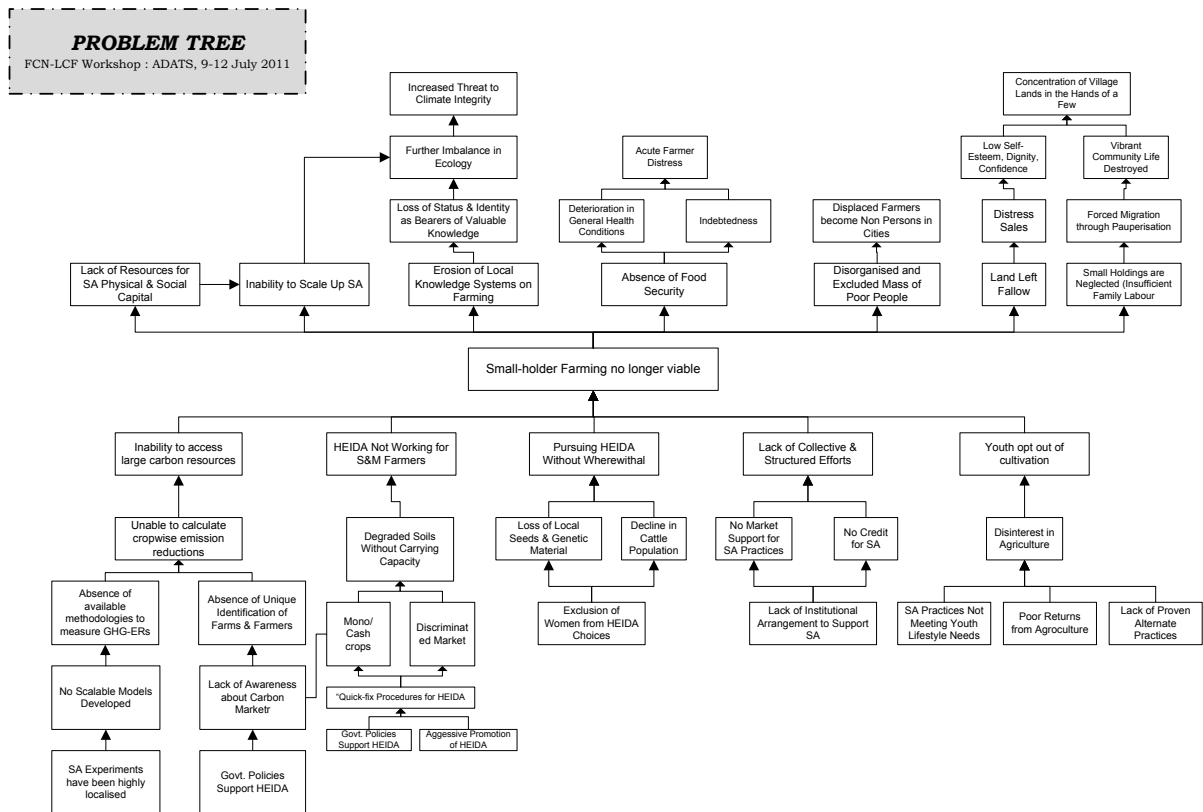 PROBLEM TREE
FCN-LCF Workshop : ADATS, 9-12 July 2011
Increased Threat to
Climate Integrity
Concentration of Village
Lands in the Hands of a
Few
Further Imbalance in
Ecology
Acute Farmer
Distress
Low Self-
Esteem, Dignity,
Confidence
Vibrant
Community Life
Destroyed
Loss of Status & Identity
as Bearers of Valuable
Knowledge
Deterioration in
General Health
Conditions
Indebtedness
Displaced Farmers
become Non Persons in
Cities
Distress
Sales
Forced Migration
through Pauperisation
Lack of Resources for
SA Physical & Social
Capital
Inability to Scale Up SA
Erosion of Local
Knowledge Systems on
Farming
Absence of Food
Security
Disorganised and
Excluded Mass of
Poor People
Land Left
Fallow
Small Holdings are
Neglected (Insufficient
Family Labour
Small-holder Farming no longer viable
Inability to access
large carbon resources
HEIDA Not Working for
S&M Farmers
Pursuing HEIDA
Without Wherewithal
Lack of Collective &
Structured Efforts
Youth opt out of
cultivation
Unable to calculate
cropwise emission
reductions
Degraded Soils
Without Carrying
Capacity
Loss of Local
Seeds & Genetic
Material
Decline in
Cattle
Population
No Market
Support for
SA Practices
No Credit
for SA
Disinterest in
Agriculture
Absence of
available
methodologies to
measure GHG-ERs
Absence of Unique
Identification of
Farms & Farmers
Mono/
Cash
crops
Discriminat
ed Market
Exclusion of
Women from HEIDA
Choices
Lack of Institutional
Arrangement to Support
SA
SA Practices Not
Meeting Youth
Lifestyle Needs
Poor Returns
from Agroculture
Lack of Proven
Alternate
Practices
No Scalable Models
Developed
Lack of Awareness
about Carbon
Marketr
"Quick-fix Procedures for HEIDA
Govt. Policies
Support HEIDA
Aggessive Promotion
of HEIDA
SA Experiments
have been highly
localised
Govt. Policies
Support HEIDA